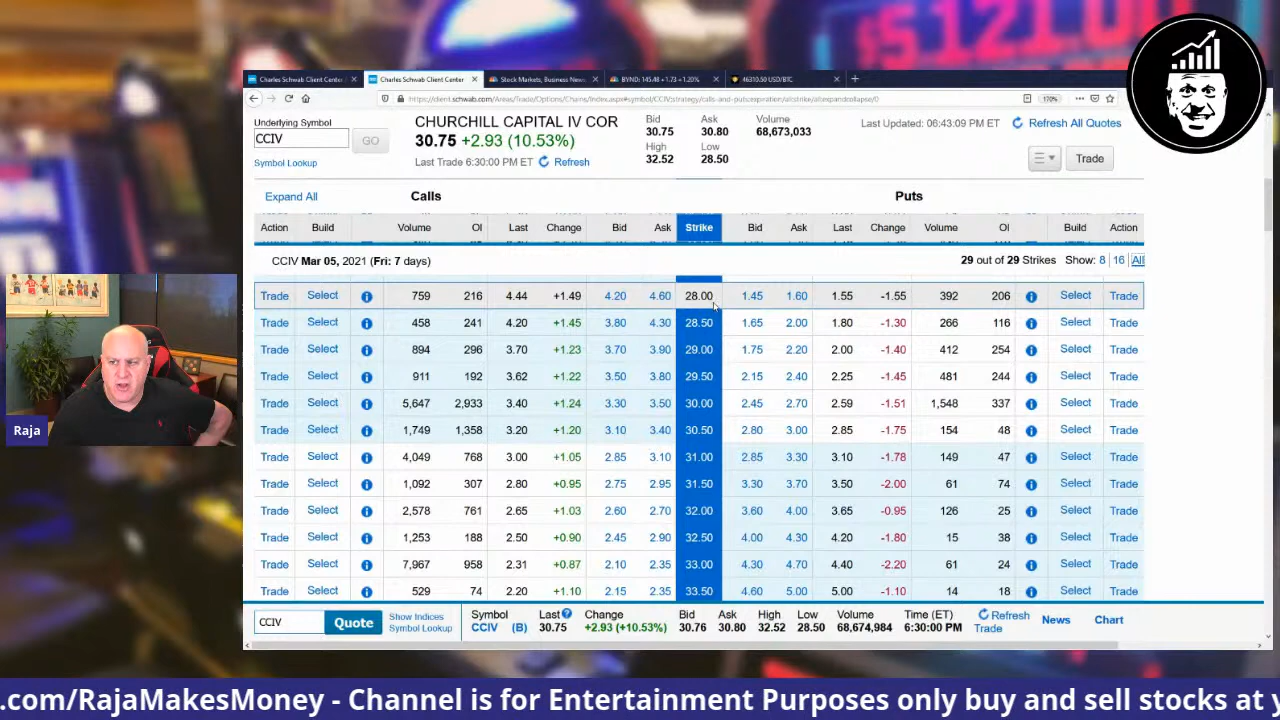 $121,00
Charles Schwab Client Center
Charles Schwab Client Center
Stock Markets, Business News
BYND: 145.48 +1.73 +1.20%
46310.50 USD/BTC
170%
Underlying Symbol
CCIV
GO
Symbol Lookup
CHURCHILL CAPITAL IV COR
30.75 +2.93 (10.53%)
Last Trade 6:30:00 PM ET Refresh
Bid Ask Volume
30.75 30.80 68,673,033
High Low
32.52 28.50
Last Updated: 06:43:09 PM ET Refresh All Quotes
Trade
Expand All Calls Puts
Action Build Volume OI Last Change Bid Ask Strike Bid Ask Last Change Volume OI Build Action
CCIV Mar 05, 2021 (Fri: 7 days) 29 out of 29 Strikes Show: 8 | 16 | All
Trade Select 759 216 4.44 +1.49 4.20 4.60 28.00 1.45 1.60 1.55 -1.55 392 206 Select Trade
Trade Select 458 241 4.20 +1.45 3.80 4.30 28.50 1.65 2.00 1.80 -1.30 266 116 Select Trade
Trade Select 894 296 3.70 +1.23 3.70 3.90 29.00 1.75 2.20 2.00 -1.40 412 254 Select Trade
Trade Select 911 192 3.62 +1.22 3.50 3.80 29.50 2.15 2.40 2.25 -1.45 481 244 Select Trade
Trade Select 5,647 2,933 3.40 +1.24 3.30 3.50 30.00 2.45 2.70 2.59 -1.51 1,548 337 Select Trade
Trade Select 1,749 1,358 3.20 +1.20 3.10 3.40 30.50 2.80 3.00 2.85 -1.75 154 48 Select Trade
Trade Select 4,049 768 3.00 +1.05 2.85 3.10 31.00 2.85 3.30 3.10 -1.78 149 47 Select Trade
Trade Select 1,092 307 2.80 +0.95 2.75 2.95 31.50 3.30 3.70 3.50 -2.00 61 74 Select Trade
Trade Select 2,578 761 2.65 +1.03 2.60 2.70 32.00 3.60 4.00 3.65 -0.95 126 25 Select Trade
Trade Select 1,253 188 2.50 +0.90 2.45 2.90 32.50 4.00 4.30 4.20 -1.80 15 38 Select Trade
Trade Select 7,967 958 2.31 +0.87 2.10 2.35 33.00 4.30 4.70 4.40 -2.20 61 24 Select Trade
Trade Select 529 74 2.20 +1.10 2.15 2.35 33.50 4.60 5.00 5.00 -1.10 14 18 Select Trade
CCIV Quote Show Indices
Symbol Lookup
Symbol Last Change Bid Ask High Low Volume Time (ET) Refresh
CCIV (B) 30.75 +2.93 (+10.53%) 30.76 30.80 32.52 28.50 68,674,984 6:30:00 PM Trade
News Chart
Raja
.com/RajaMakesMoney - Channel is for Entertainment Purposes only buy and sell stocks at y